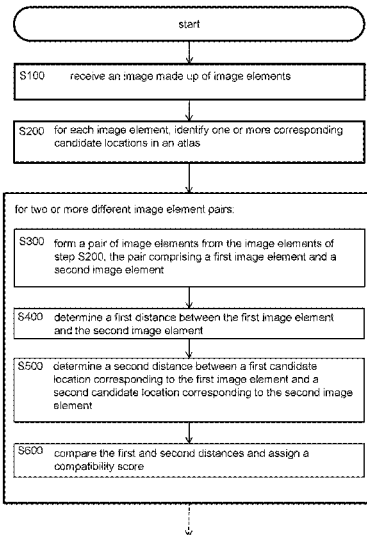 start
S100 receive an image made up of image elements
S200 for each image element, identify one or more corresponding
candidate locations in an atlas
for two or more different image element pairs:
S300 form a pair of image elements from the image elements of
step S200, the pair comprising a first image element and a
second image element
S400 determine a first distance between the first image element
and the second image element
S500 determine a second distance between a first candidate
location corresponding to the first image element and a
second candidate location corresponding to the second image
element
S600 compare the first and second distances and assign a
compatibility score